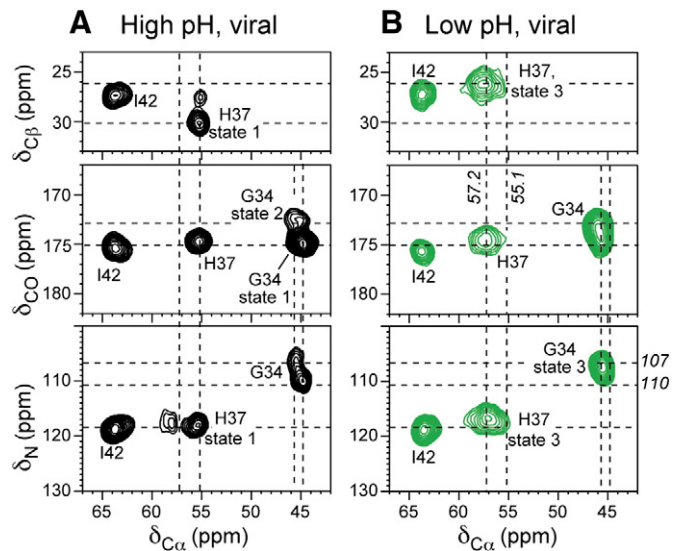 A High pH, viral
B Low pH, viral
25
30
δCβ (ppm)
I42
H37
state 1
I42
H37,
state 3
170
175
180
δCO (ppm)
G34
state 2
I42
H37
G34
state 1
57.2
55.1
G34
I42
H37
110
120
130
δN (ppm)
G34
I42
H37
state 1
G34
state 3
107
110
I42
H37
state 3
65 60 55 50 45
65 60 55 50 45
δCα (ppm)
δCα (ppm)